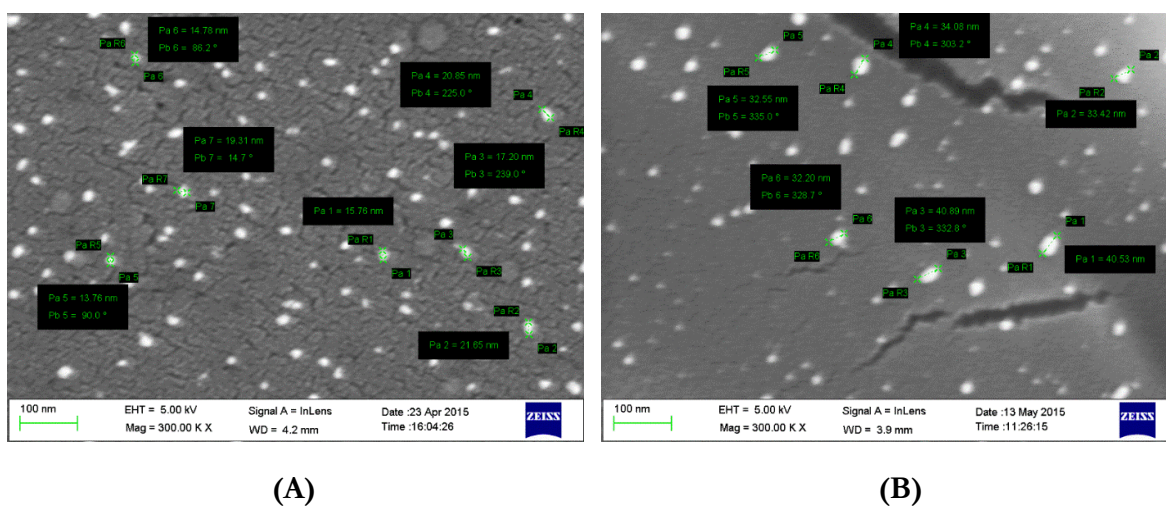 Pa 6 = 14.76 nm
Pb 6 = 86.2 °
Pa R6
Pa 6
Pa 4 = 20.85 nm
Pb 4 = 225.0 °
Pa 4
Pa R4
Pa 7 = 19.31 nm
Pb 7 = 14.7 °
Pa 3 = 17.20 nm
Pb 3 = 239.0 °
Pa R7
Pa 7
Pa 1 = 15.76 nm
Pa R1
Pa 3
Pa R5
Pa 1
Pa R3
Pa 5
Pa 5 = 13.76 nm
Pb 5 = 90.0 °
Pa R2
Pa 2 = 21.65 nm
Pa 2
100 nm
EHT = 5.00 kV
Signal A = InLens
Date :23 Apr 2015
Mag = 300.00 K X
WD = 4.2 mm
Time :16:04:26
ZEISS
(A)
Pa 4 = 34.08 nm
Pb 4 = 303.2 °
Pa 5
Pa 4
Pa 2
Pa R5
Pa R4
Pa R2
Pa 5 = 32.55 nm
Pb 5 = 335.0 °
Pa 2 = 33.42 nm
Pa 6 = 32.20 nm
Pb 6 = 328.7 °
Pa 3 = 40.89 nm
Pb 3 = 332.8 °
Pa 6
Pa 1
Pa R6
Pa 3
Pa R1
Pa 1 = 40.53 nm
Pa R3
100 nm
EHT = 5.00 kV
Signal A = InLens
Date :13 May 2015
Mag = 300.00 K X
WD = 3.9 mm
Time :11:26:15
ZEISS
(B)